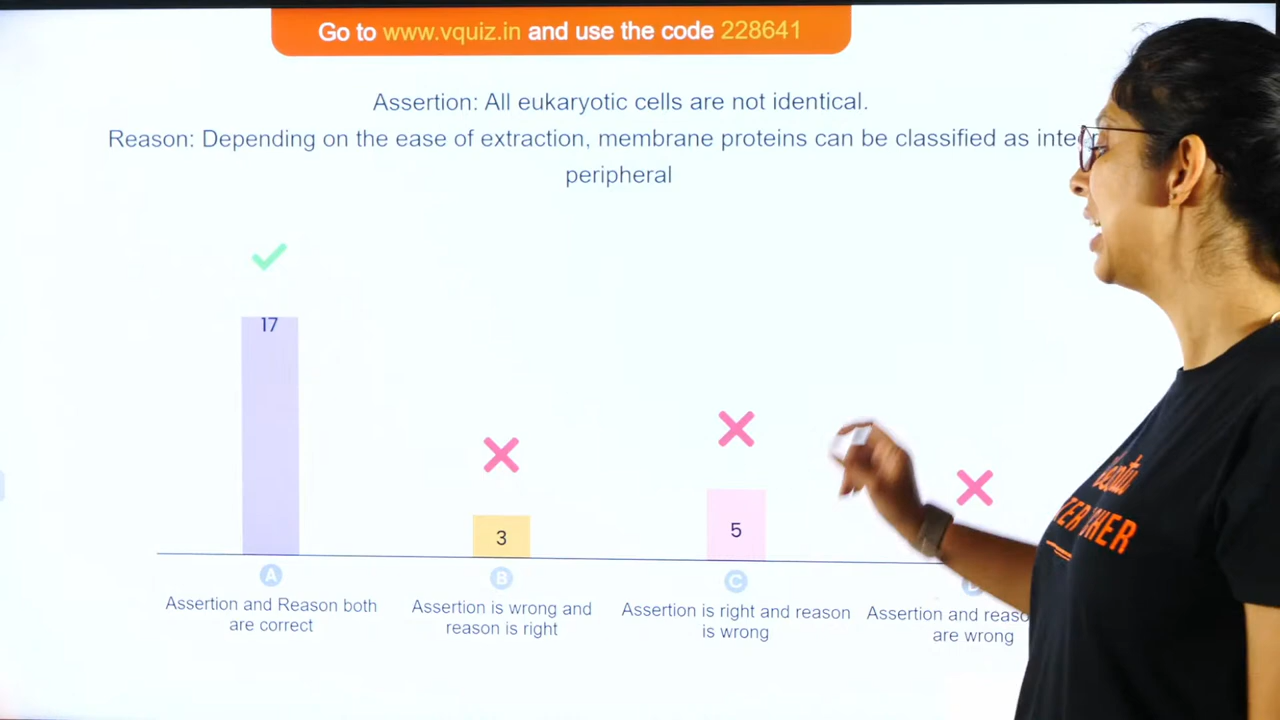 Go to www.vquiz.in and use the code 228641
Assertion: All eukaryotic cells are not identical.
Reason: Depending on the ease of extraction, membrane proteins can be classified as
peripheral
17
3
5
A
B
C
Assertion and Reason both
are correct
Assertion is wrong and
reason is right
Assertion is right and reason
is wrong
Assertion and
are wrong